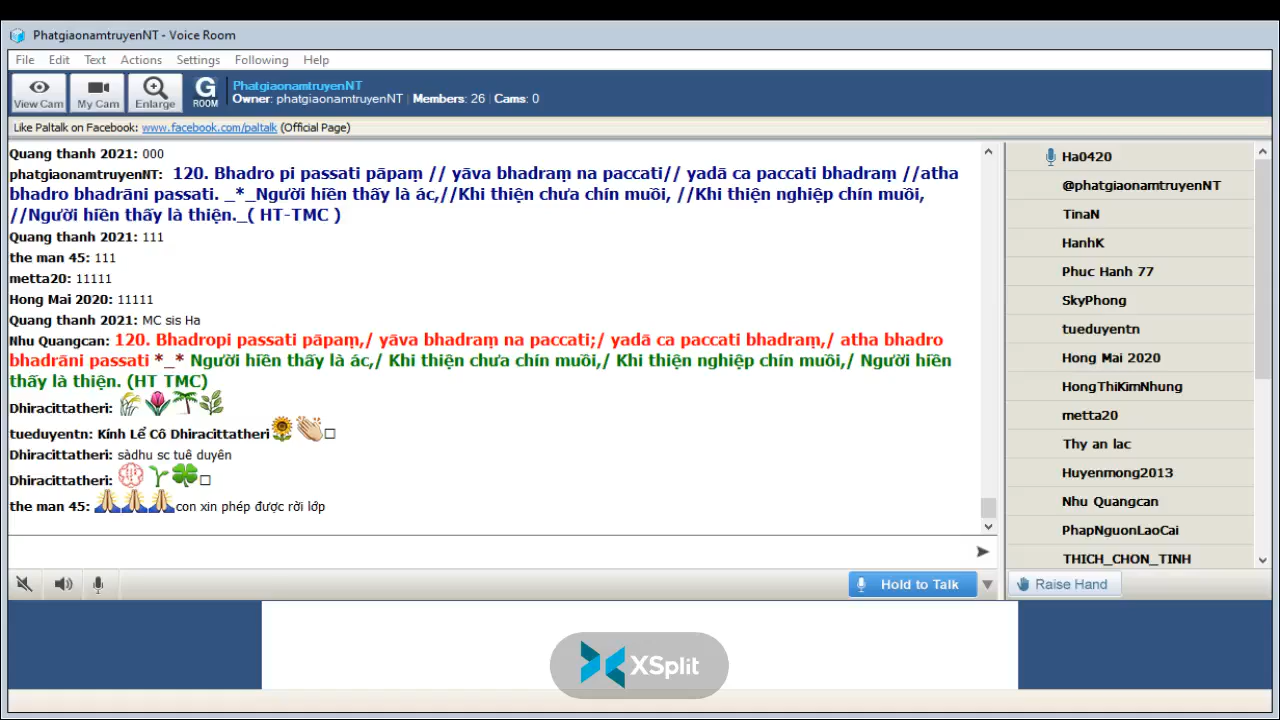 PhatgiaonamtruyenNT - Voice Room
File Edit Text Actions Settings Following Help
View Cam My Cam Enlarge G ROOM
PhatgiaonamtruyenNT
Owner: phatgiaonamtruyenNT | Members: 26 | Cams: 0
Like Paltalk on Facebook: www.facebook.com/paltalk (Official Page)
Quang thanh 2021: 000
phatgiaonamtruyenNT: 120. Bhadro pi passati pāpaṃ // yāva bhadraṃ na paccati// yadā ca paccati bhadraṃ //atha
bhadro bhadrāni passati. _*_Người hiền thấy là ác,//Khi thiện chưa chín muồi, //Khi thiện nghiệp chín muồi,
//Người hiền thấy là thiện._( HT-TMC )
Quang thanh 2021: 111
the man 45: 111
metta20: 11111
Hong Mai 2020: 11111
Quang thanh 2021: MC sis Ha
Nhu Quangcan: 120. Bhadropi passati pāpaṃ,/ yāva bhadraṃ na paccati;/ yadā ca paccati bhadraṃ,/ atha bhadro
bhadrāni passati *_* Người hiền thấy là ác,/ Khi thiện chưa chín muồi,/ Khi thiện nghiệp chín muồi,/ Người hiền
thấy là thiện. (HT TMC)
Dhiracittatheri:
tueduyentn: Kính Lể Cô Dhiracittatheri
Dhiracittatheri: sàdhu sc tuê duyên
Dhiracittatheri:
the man 45: con xin phép được rời lớp
Hold to Talk
Ha0420
@phatgiaonamtruyenNT
TinaN
HanhK
Phuc Hanh 77
SkyPhong
tueduyentn
Hong Mai 2020
HongThiKimNhung
metta20
Thy an lac
Huyenmong2013
Nhu Quangcan
PhapNguonLaoCai
THICH_CHON_TINH
Raise Hand
XSplit